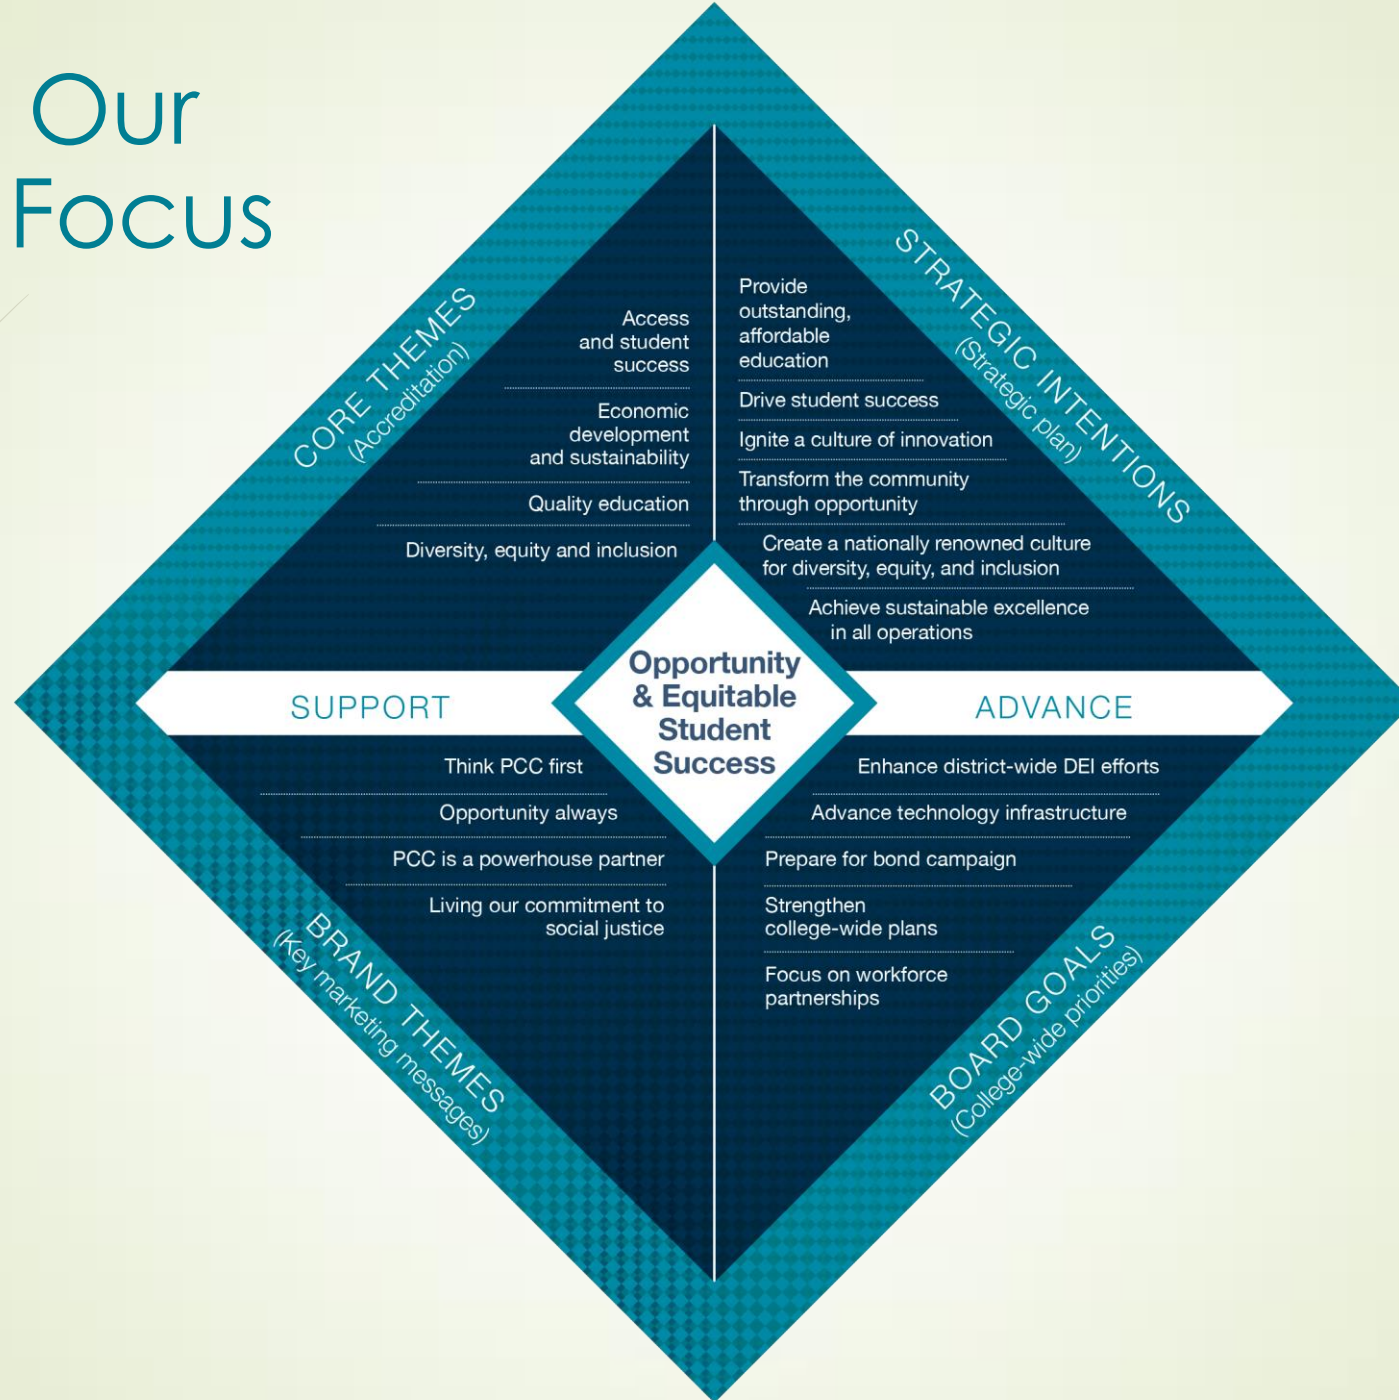 Our
Focus
CORE THEMES
(Accreditation)
Access
and student
success
Economic
development
and sustainability
Quality education
Diversity, equity and inclusion
STRATEGIC INTENTIONS
(Strategic plan)
Provide
outstanding,
affordable
education
Drive student success
Ignite a culture of innovation
Transform the community
through opportunity
Create a nationally renowned culture
for diversity, equity, and inclusion
Achieve sustainable excellence
in all operations
SUPPORT
Opportunity
& Equitable
Student
Success
ADVANCE
Think PCC first
Opportunity always
PCC is a powerhouse partner
Living our commitment to
social justice
BRAND THEMES
(Key marketing messages)
Enhance district-wide DEI efforts
Advance technology infrastructure
Prepare for bond campaign
Strengthen
college-wide plans
Focus on workforce
partnerships
BOARD GOALS
(College-wide priorities)